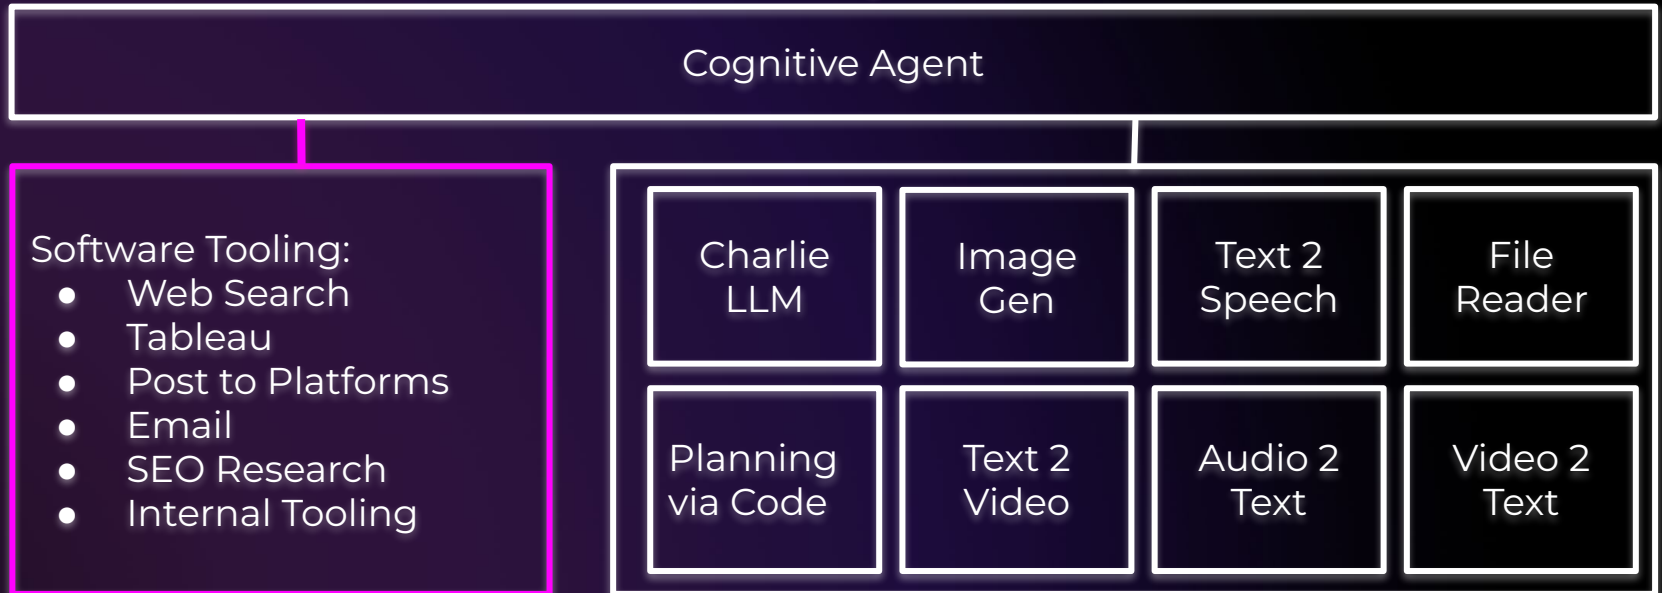 Cognitive Agent
Software Tooling:
● Web Search
● Tableau
● Post to Platforms
● Email
● SEO Research
● Internal Tooling
Charlie
LLM
Image
Gen
Text 2
Speech
File
Reader
Planning
via Code
Text 2
Video
Audio 2
Text
Video 2
Text